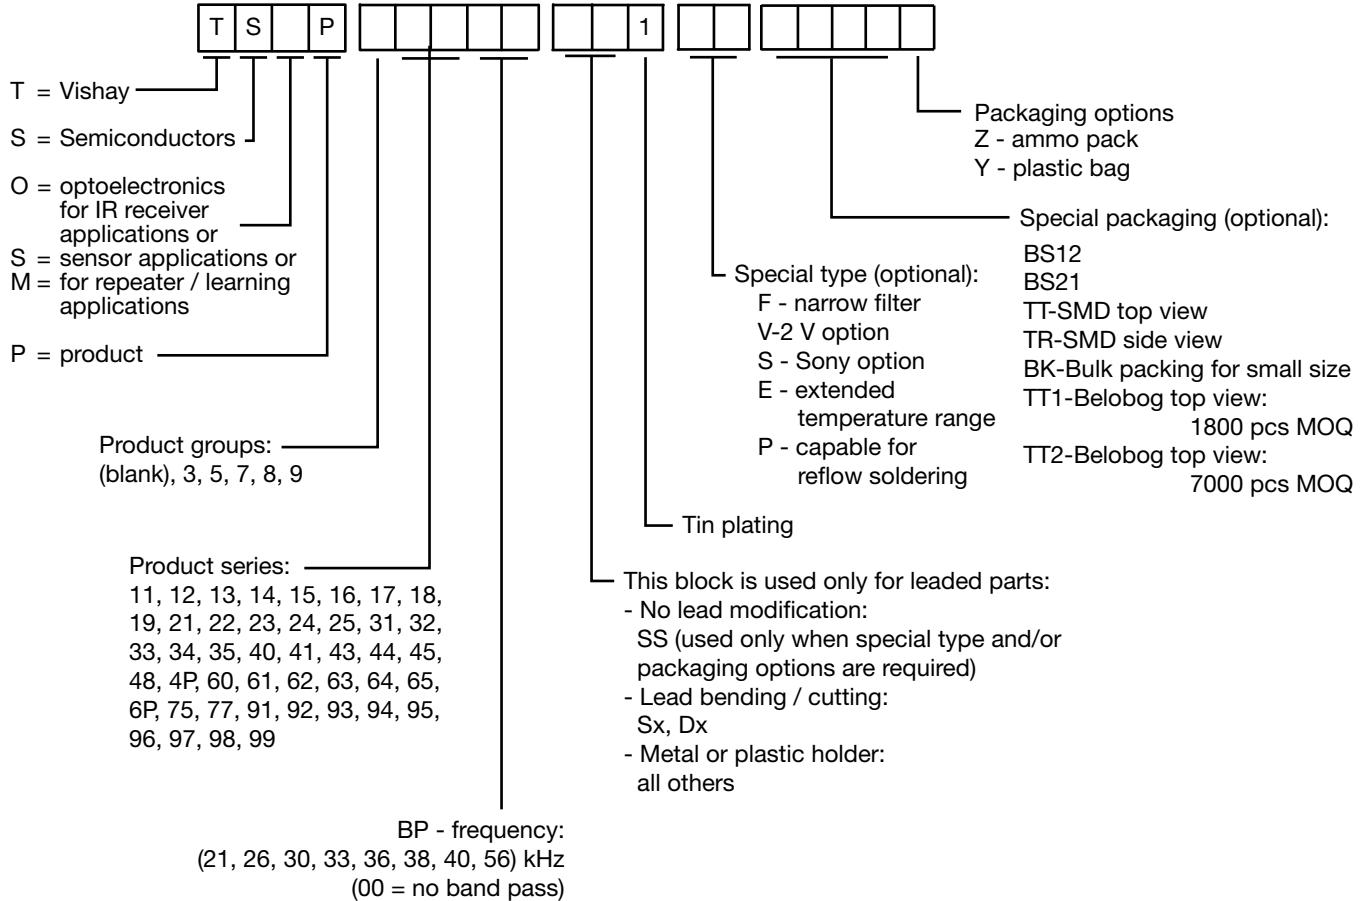 T S P 1
T = Vishay
S = Semiconductors
O = optoelectronics
for IR receiver
applications or
S = sensor applications or
M = for repeater / learning
applications
P = product
Product groups:
(blank), 3, 5, 7, 8, 9
Product series:
11, 12, 13, 14, 15, 16, 17, 18,
19, 21, 22, 23, 24, 25, 31, 32,
33, 34, 35, 40, 41, 43, 44, 45,
48, 4P, 60, 61, 62, 63, 64, 65,
6P, 75, 77, 91, 92, 93, 94, 95,
96, 97, 98, 99
BP - frequency:
(21, 26, 30, 33, 36, 38, 40, 56) kHz
(00 = no band pass)
This block is used only for leaded parts:
- No lead modification:
SS (used only when special type and/or
packaging options are required)
- Lead bending / cutting:
Sx, Dx
- Metal or plastic holder:
all others
Tin plating
Special type (optional):
F - narrow filter
V-2 V option
S - Sony option
E - extended
temperature range
P - capable for
reflow soldering
Special packaging (optional):
BS12
BS21
TT-SMD top view
TR-SMD side view
BK-Bulk packing for small size
TT1-Belobog top view:
1800 pcs MOQ
TT2-Belobog top view:
7000 pcs MOQ
Packaging options
Z - ammo pack
Y - plastic bag